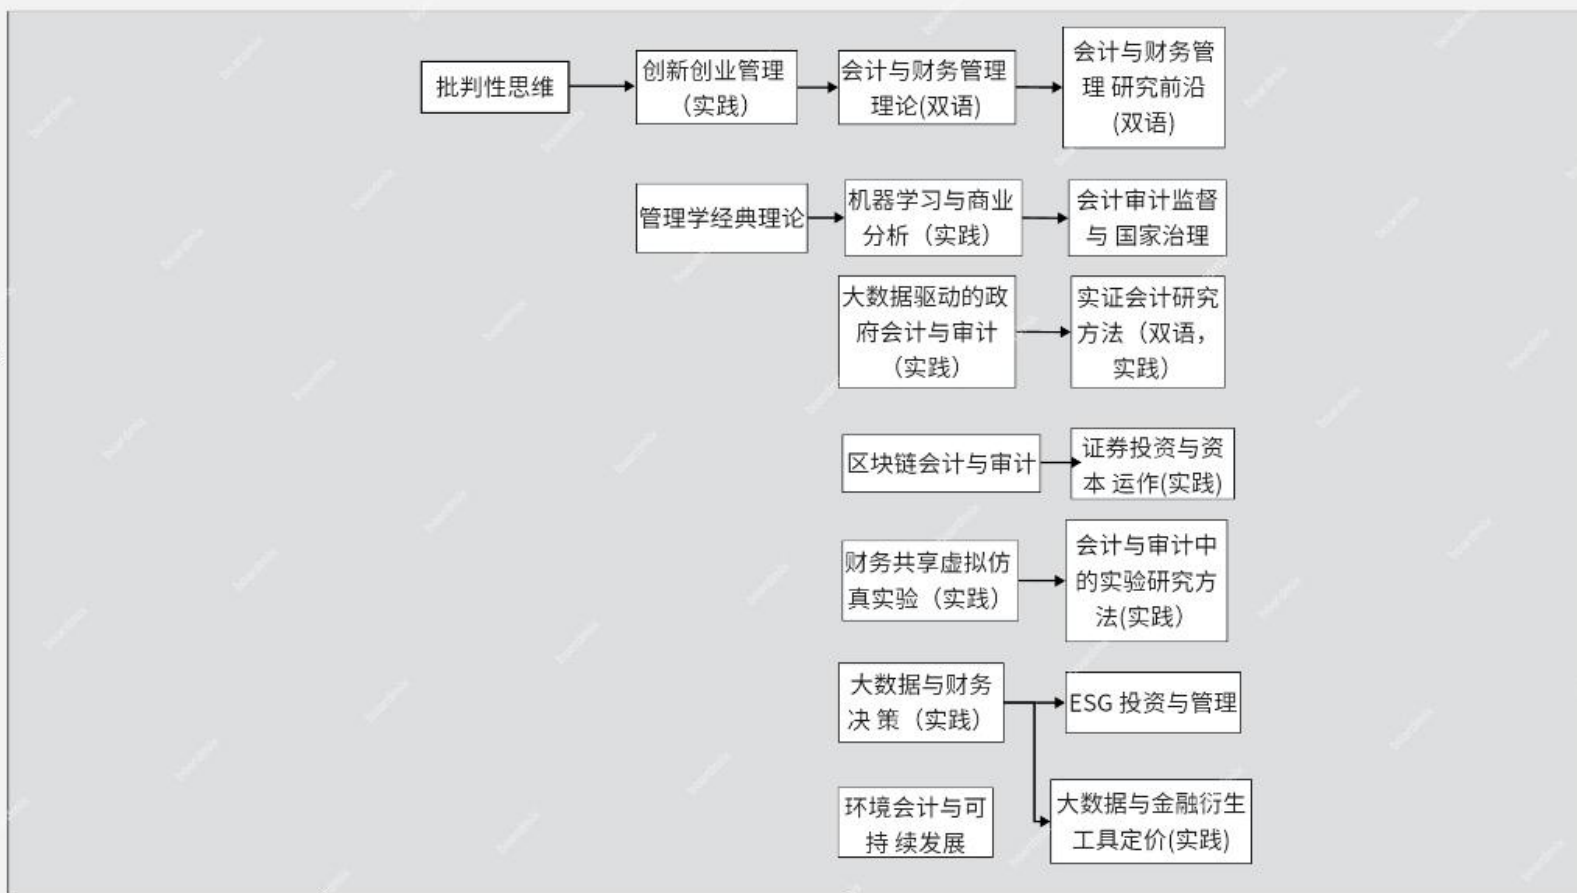 批判性思维
创新创业管理
（实践）
会计与财务管理
理论(双语)
会计与财务管
理 研究前沿
(双语)
管理学经典理论
机器学习与商业
分析（实践）
会计审计监督
与 国家治理
大数据驱动的政
府会计与审计
（实践）
实证会计研究
方法（双语，
实践）
区块链会计与审计
证券投资与资
本 运作(实践)
财务共享虚拟仿
真实验（实践）
会计与审计中
的实验研究方
法(实践）
大数据与财务
决 策（实践）
ESG 投资与管理
环境会计与可
持 续发展
大数据与金融衍生
工具定价(实践)